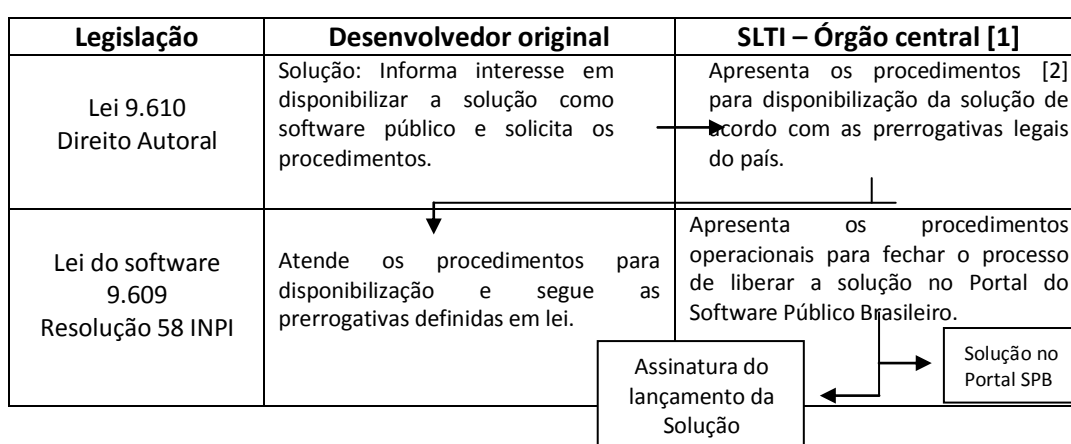 Legislação
Desenvolvedor original
SLTI – Órgão central [1]
Lei 9.610
Direito Autoral
Solução: Informa interesse em
disponibilizar a solução como
software público e solicita os
procedimentos.
Apresenta os procedimentos [2]
para disponibilização da solução de
acordo com as prerrogativas legais
do país.
Lei do software
9.609
Resolução 58 INPI
Atende os procedimentos para
disponibilização e segue as
prerrogativas definidas em lei.
Apresenta os procedimentos
operacionais para fechar o processo
de liberar a solução no Portal do
Software Público Brasileiro.
Assinatura do
lançamento da
Solução
Solução no
Portal SPB